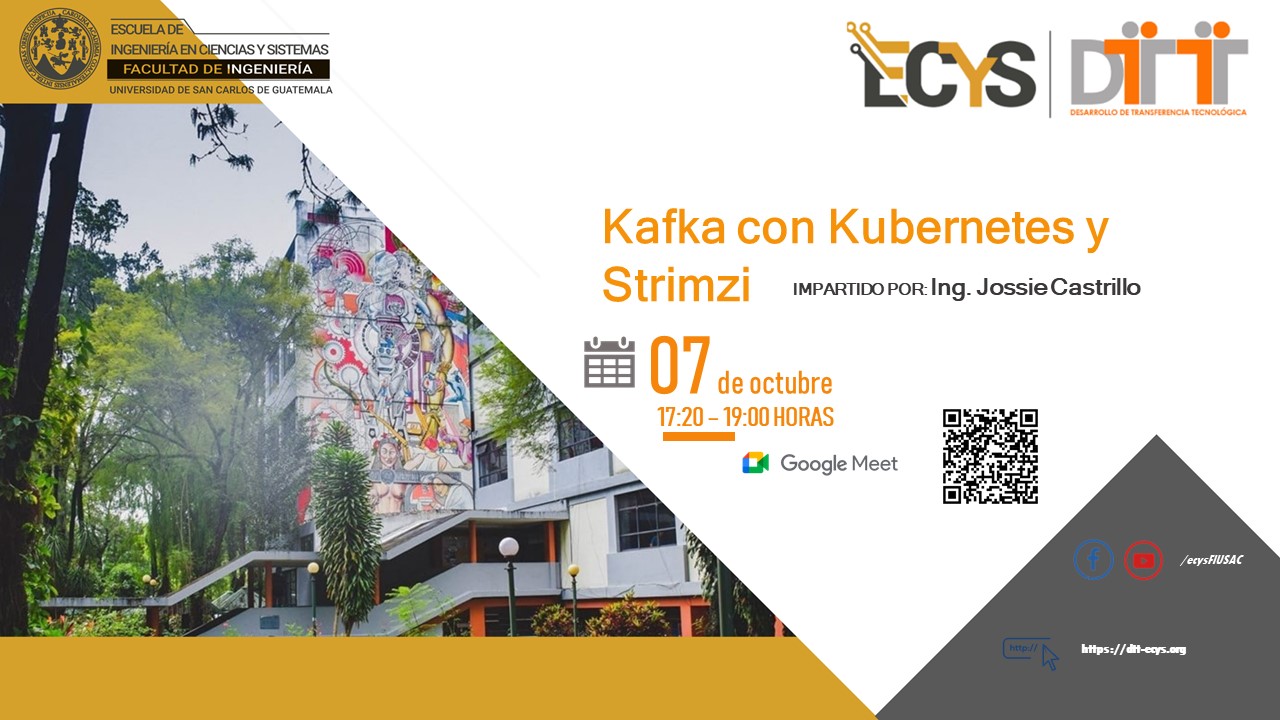 ESCUELA DE
INGENIERÍA EN CIENCIAS Y SISTEMAS
FACULTAD DE INGENIERÍA
UNIVERSIDAD DE SAN CARLOS DE GUATEMALA
ECYS
DTT
DESARROLLO DE TRANSFERENCIA TECNOLÓGICA
Kafka con Kubernetes y
Strimzi
IMPARTIDO POR: Ing. Jossie Castrillo
07 de octubre
17:20 – 19:00 HORAS
Google Meet
/ecysFIUSAC
http://
https://dtt-ecys.org